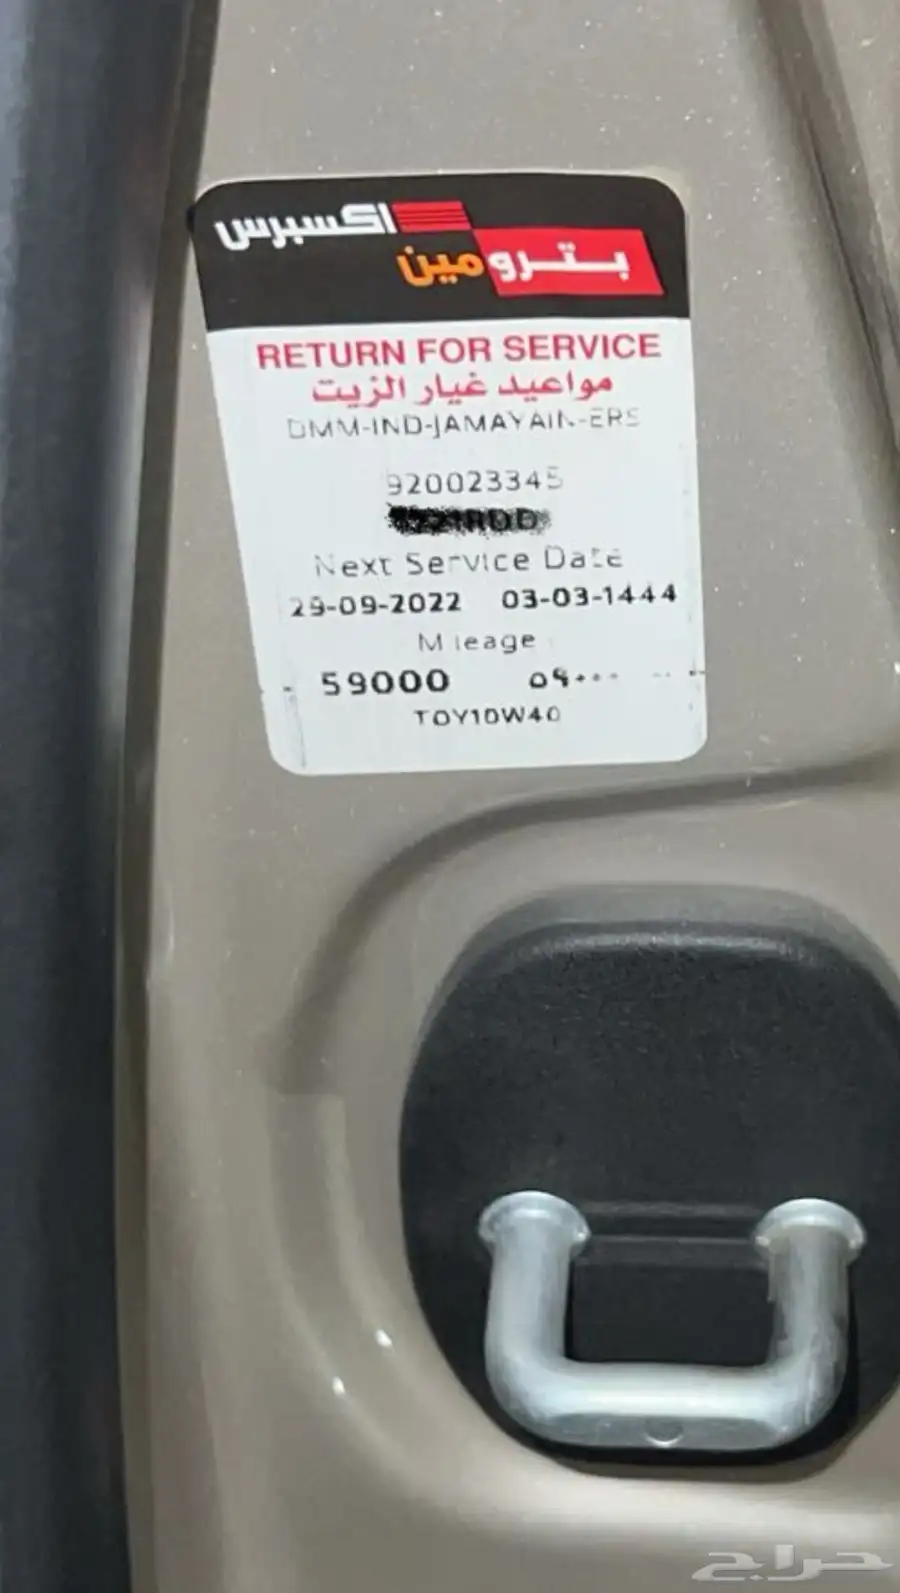 بترومين اكسبرس
RETURN FOR SERVICE
مواعيد غيار الزيت
DMM-IND-JAMAYAIN-ERS
920023345
Next Service Date
29-09-2022 03-03-1444
Mileage
59000 ٥٩٠٠٠
TOY10W40
حراج